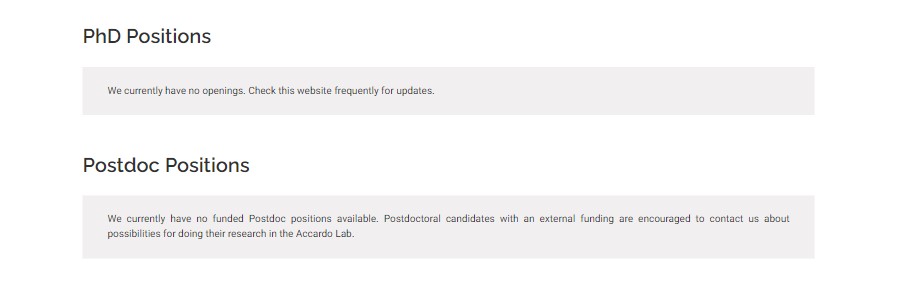 PhD Positions
We currently have no openings. Check this website frequently for updates.
Postdoc Positions
We currently have no funded Postdoc positions available. Postdoctoral candidates with an external funding are encouraged to contact us about
possibilities for doing their research in the Accardo Lab.